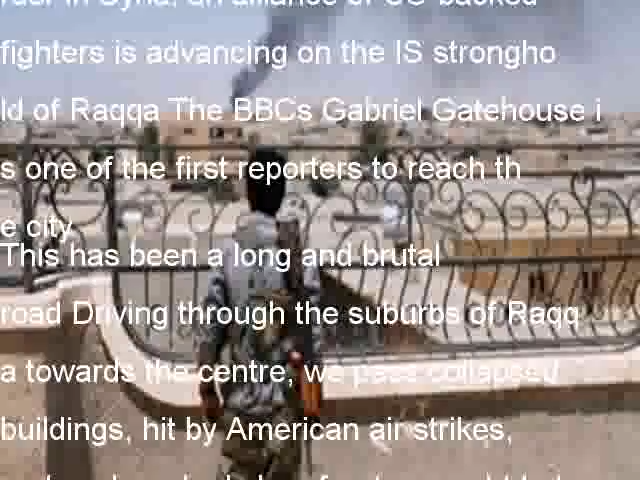 fighters is advancing on the IS strongho
ld of Raqqa The BBCs Gabriel Gatehouse i
s one of the first reporters to reach th
e city
This has been a long and brutal
road Driving through the suburbs of Raqq
a towards the centre, we pass collapsed
buildings, hit by American air strikes,